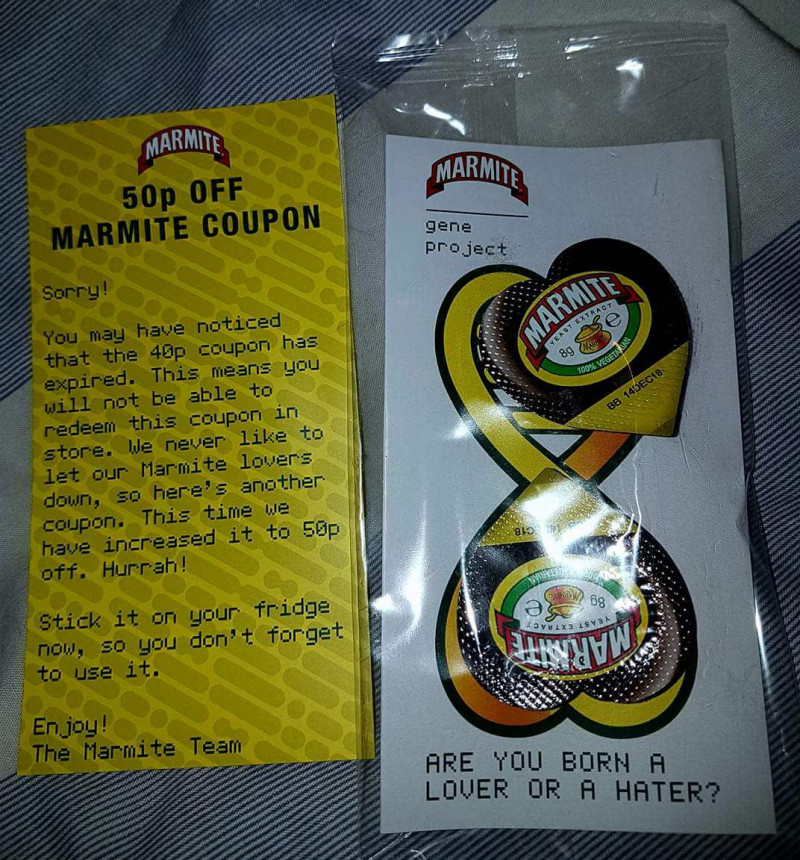 MARMITE
50p OFF
MARMITE COUPON
Sorry!
You may have noticed
that the 40p coupon has
expired. This means you
will not be able to
redeem this coupon in
store. We never like to
let our Marmite lovers
down, so here's another
coupon. This time we
have increased it to 50p
off. Hurrah!
Stick it on your fridge
now, so you don't forget
to use it.
Enjoy!
The Marmite Team
MARMITE
gene
project
MARMITE
YEAST EXTRACT
8g e
100% VEGETARIAN
BB 14DEC18
MARMITE
YEAST EXTRACT
8g e
ARE YOU BORN A
LOVER OR A HATER?